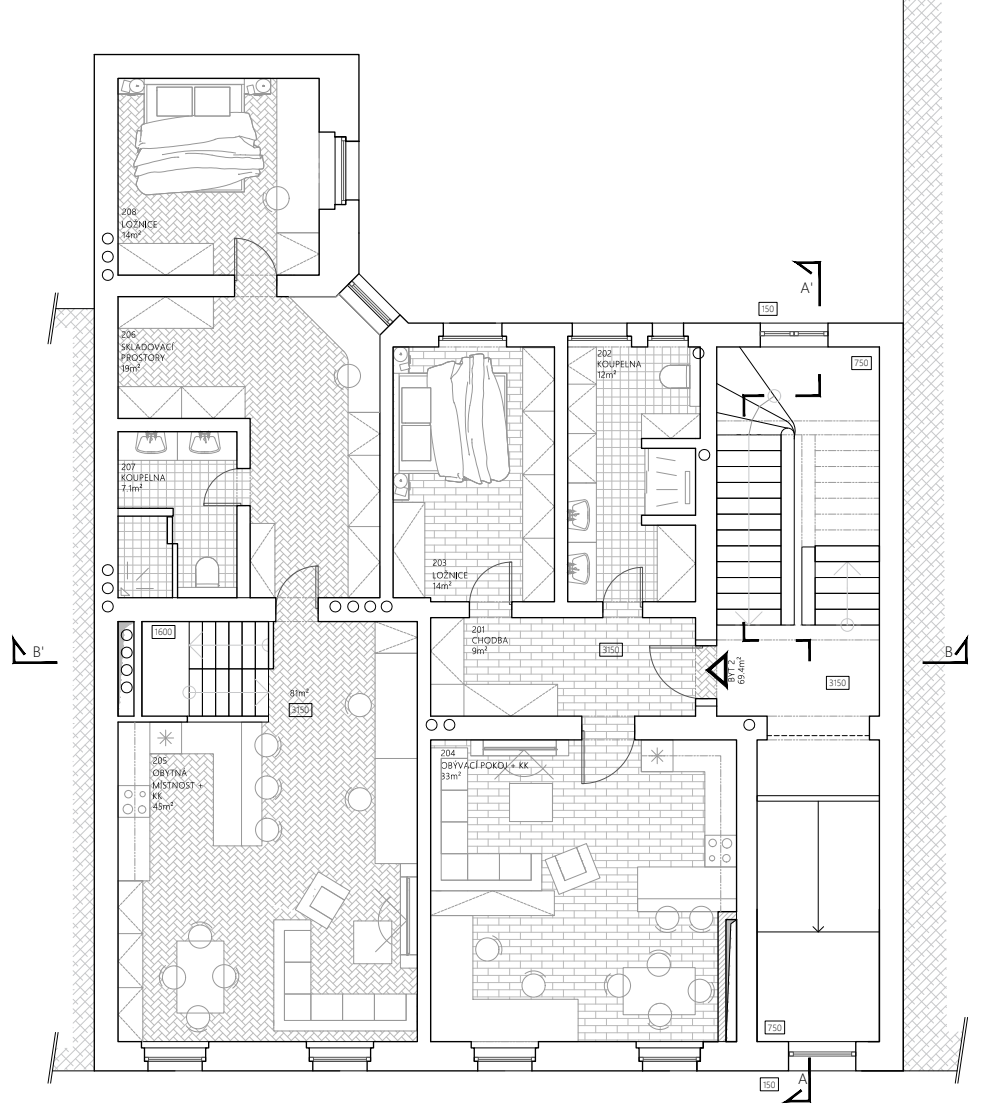 208
LOŽNICE
14m²
A'
150
750
206
SKLADOVACÍ
PROSTORY
19m²
202
KOUPELNA
12m²
207
KOUPELNA
7.1m²
203
LOŽNICE
14m²
1600
201
CHODBA
9m²
3150
BYT 2
69.4m²
B'
B
3150
81m²
3150
205
OBYTNÁ
MÍSTNOST +
KK
45m²
204
OBÝVACÍ POKOJ + KK
33m²
750
150
A